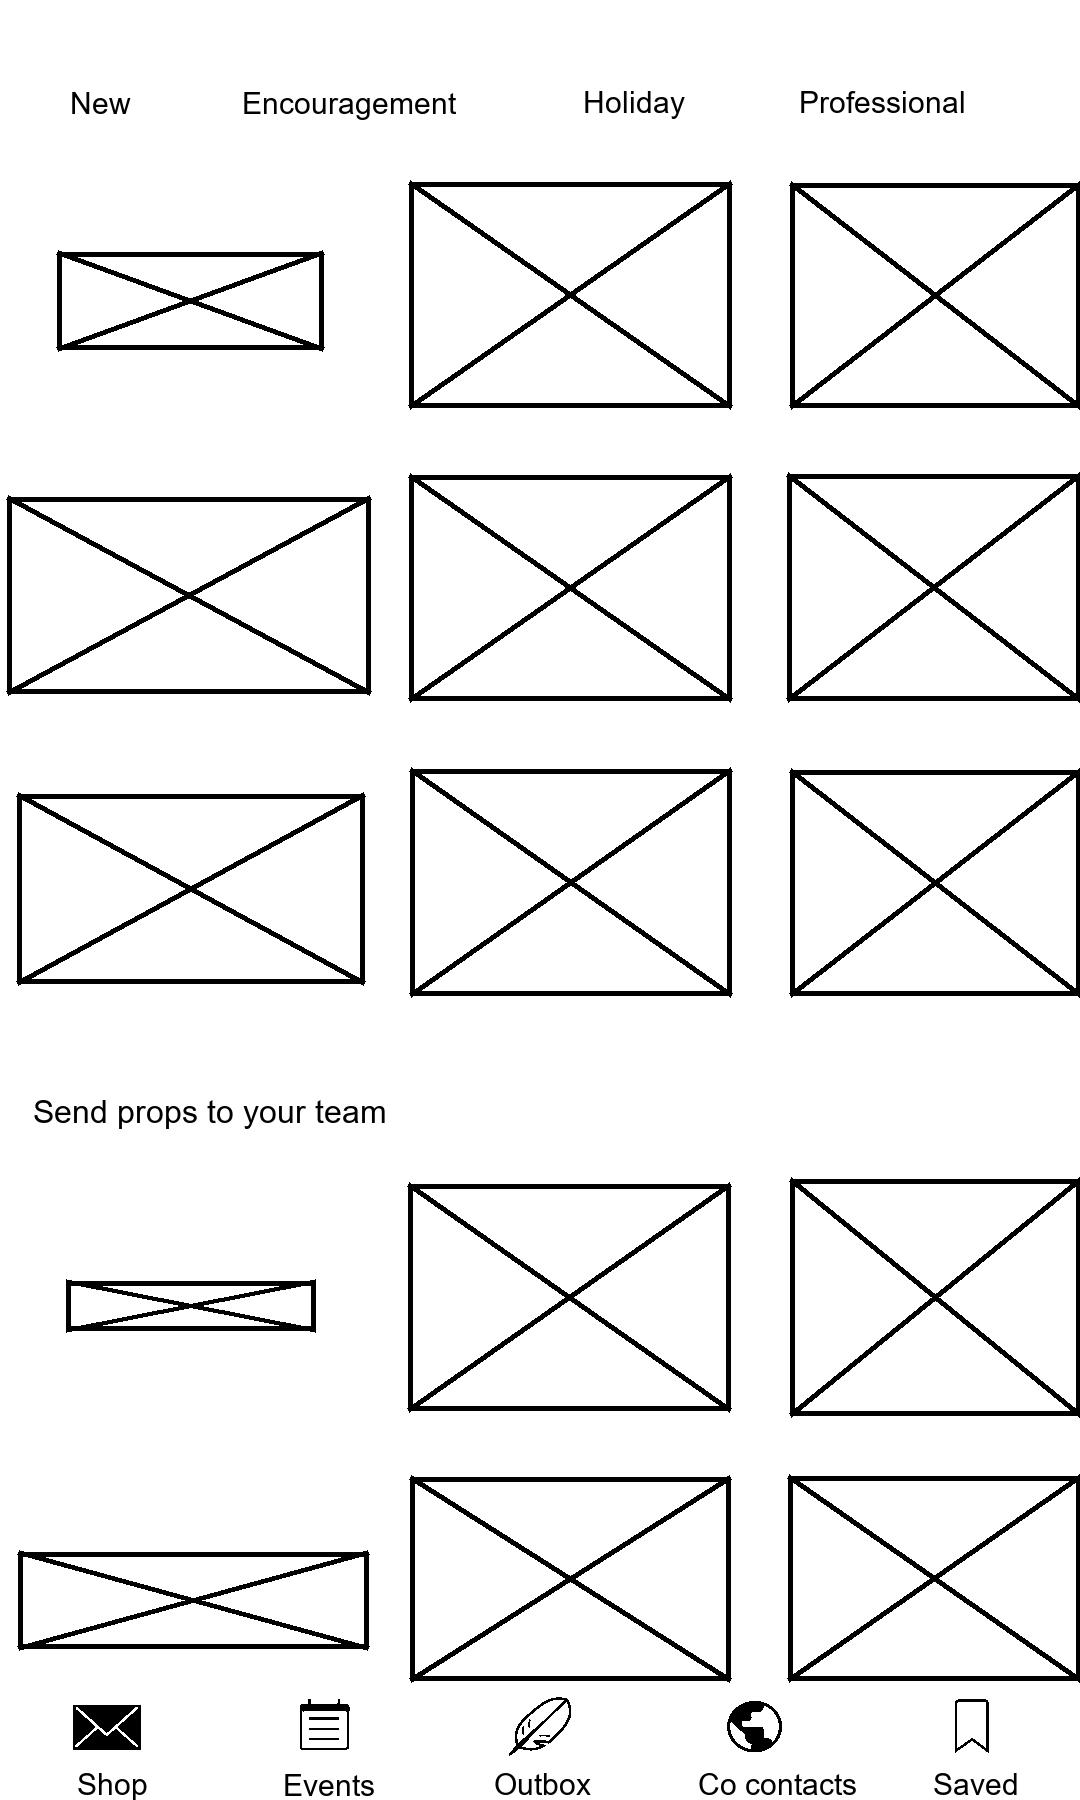 New Encouragement Holiday Professional
Send props to your team
Shop Events Outbox Co contacts Saved